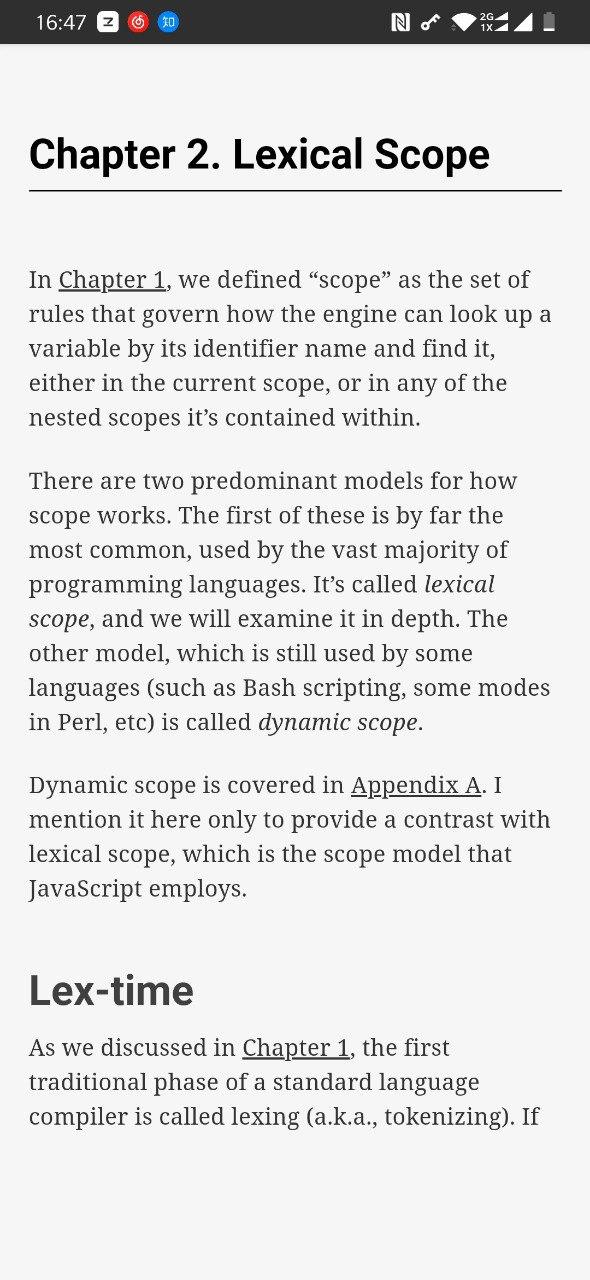 16:47
知
2G
1X
Chapter 2. Lexical Scope
In Chapter 1, we defined “scope” as the set of
rules that govern how the engine can look up a
variable by its identifier name and find it,
either in the current scope, or in any of the
nested scopes it’s contained within.
There are two predominant models for how
scope works. The first of these is by far the
most common, used by the vast majority of
programming languages. It’s called lexical
scope, and we will examine it in depth. The
other model, which is still used by some
languages (such as Bash scripting, some modes
in Perl, etc) is called dynamic scope.
Dynamic scope is covered in Appendix A. I
mention it here only to provide a contrast with
lexical scope, which is the scope model that
JavaScript employs.
Lex-time
As we discussed in Chapter 1, the first
traditional phase of a standard language
compiler is called lexing (a.k.a., tokenizing). If